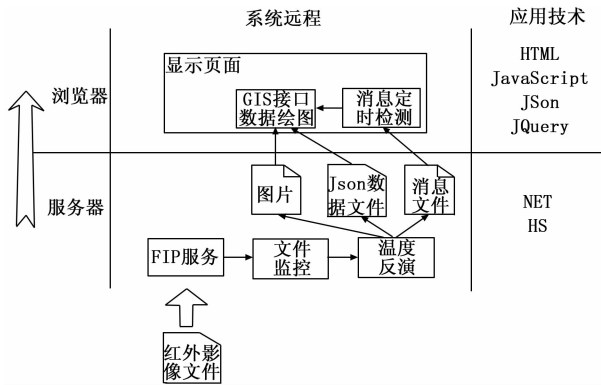 系统远程
应用技术
浏览器
显示页面
GIS接口
数据绘图
消息定
时检测
HTML
JavaScript
JSon
JQuery
服务器
图片
Json数
据文件
消息
文件
NET
HS
FIP服务
文件
监控
温度
反演
红外影
像文件